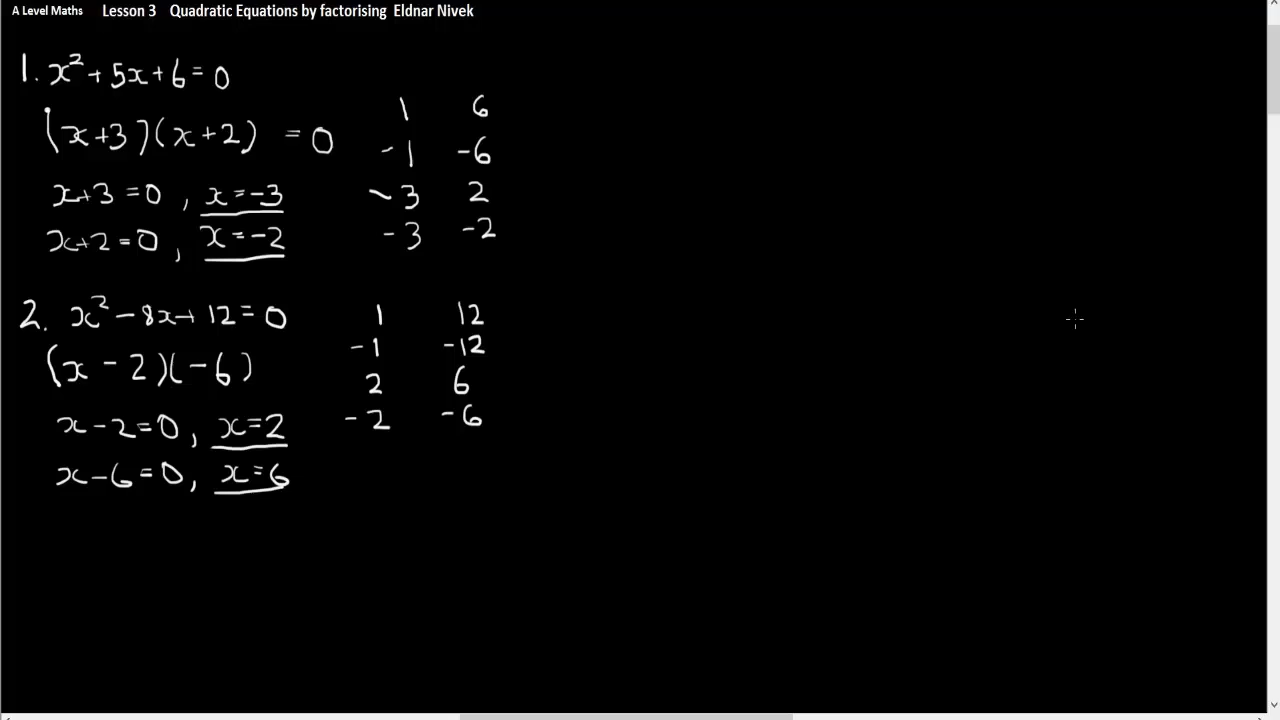 A Level Maths Lesson 3 Quadratic Equations by factorising Eldnar Nivek
1. x² + 5x + 6 = 0
(x + 3)(x + 2) = 0
x + 3 = 0, x = -3
x + 2 = 0, x = -2
1 6
-1 -6
-3 2
-3 -2
2. x² - 8x + 12 = 0
(x - 2)(-6)
x - 2 = 0, x = 2
x - 6 = 0, x = 6
1 12
-1 -12
2 6
-2 -6